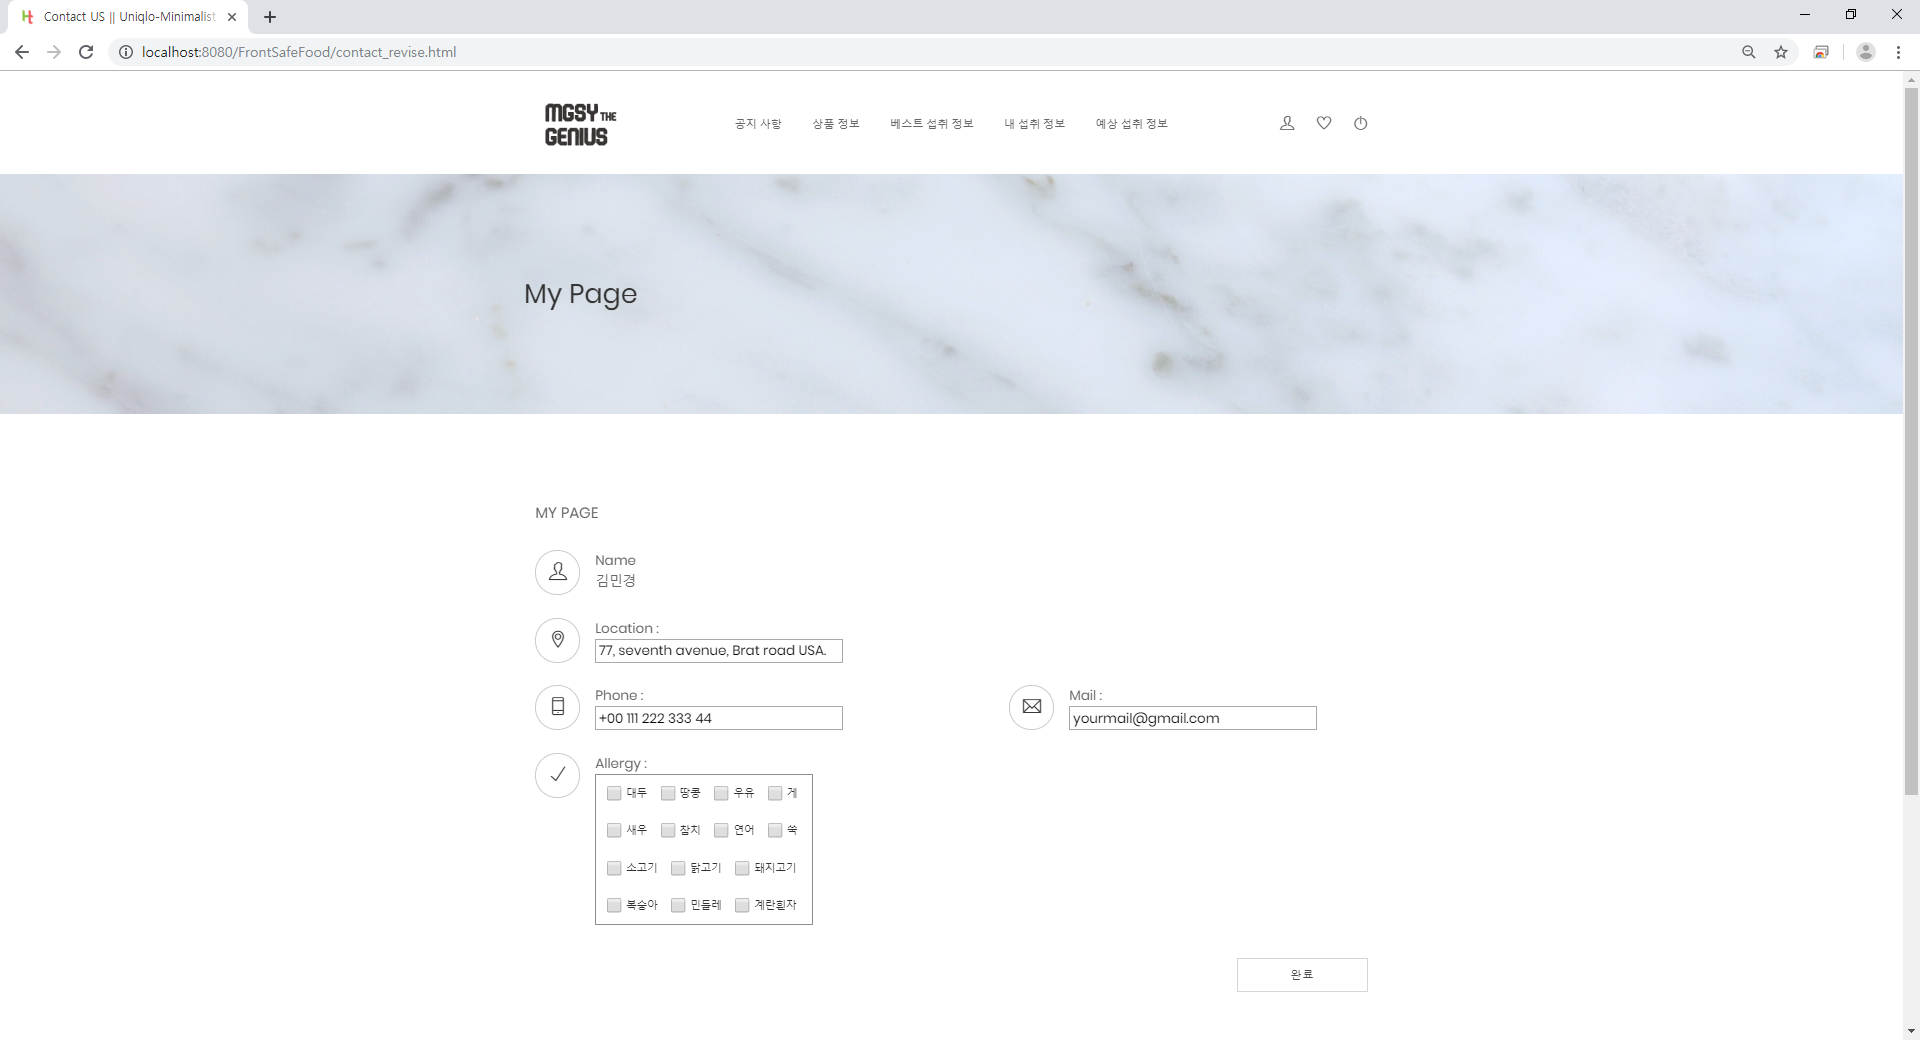 Contact US || Uniqlo-Minimalist
localhost:8080/FrontSafeFood/contact_revise.html
MGSY THE
GENIUS
공지 사항 상품 정보 베스트 섭취 정보 내 섭취 정보 예상 섭취 정보
My Page
MY PAGE
Name
김민경
Location :
77, seventh avenue, Brat road USA.
Phone :
+00 111 222 333 44
Mail :
yourmail@gmail.com
Allergy :
대두 땅콩 우유 게
새우 참치 연어 쑥
소고기 닭고기 돼지고기
복숭아 민들레 계란흰자
완료